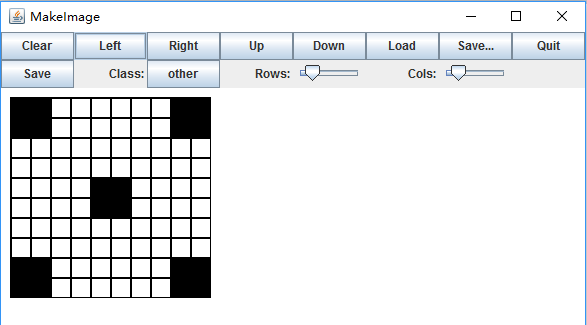 MakeImage
Clear Left Right Up Down Load Save... Quit
Save Class: other Rows: Cols: